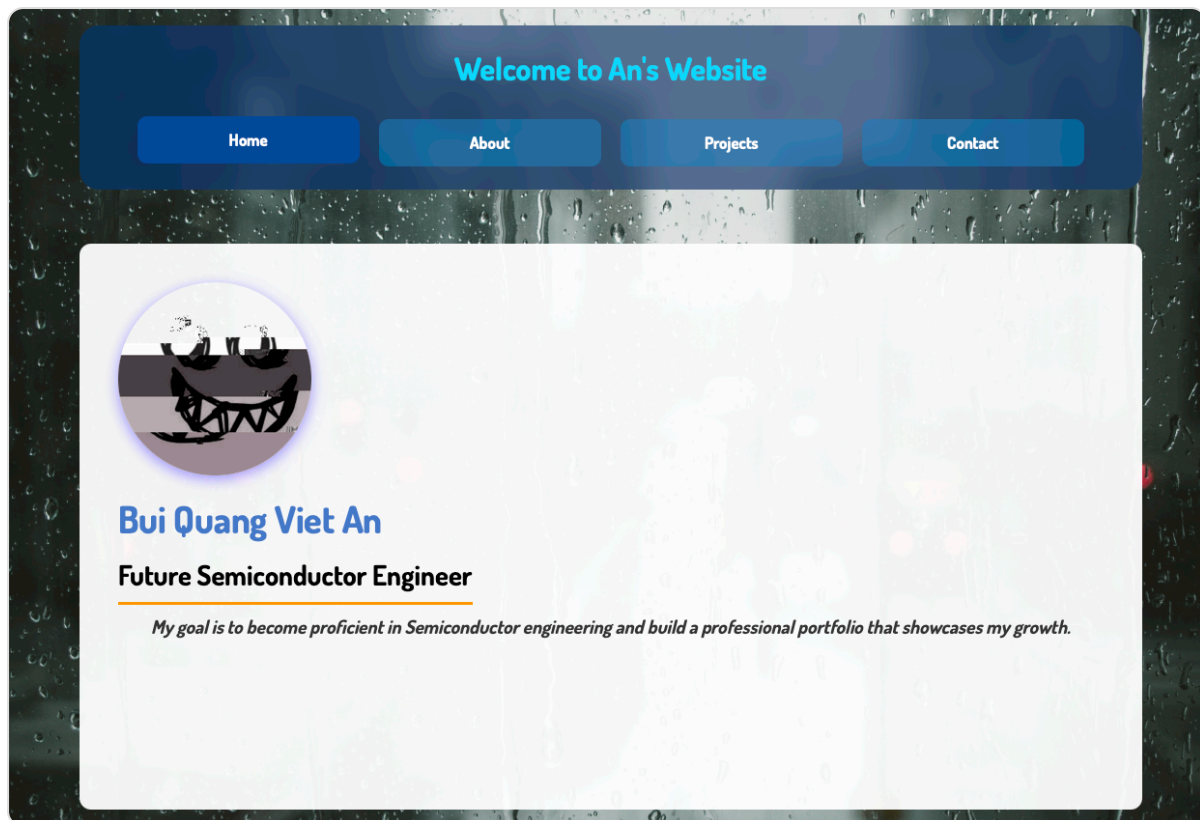 Welcome to An's Website
Home
About
Projects
Contact
Bui Quang Viet An
Future Semiconductor Engineer
My goal is to become proficient in Semiconductor engineering and build a professional portfolio that showcases my growth.